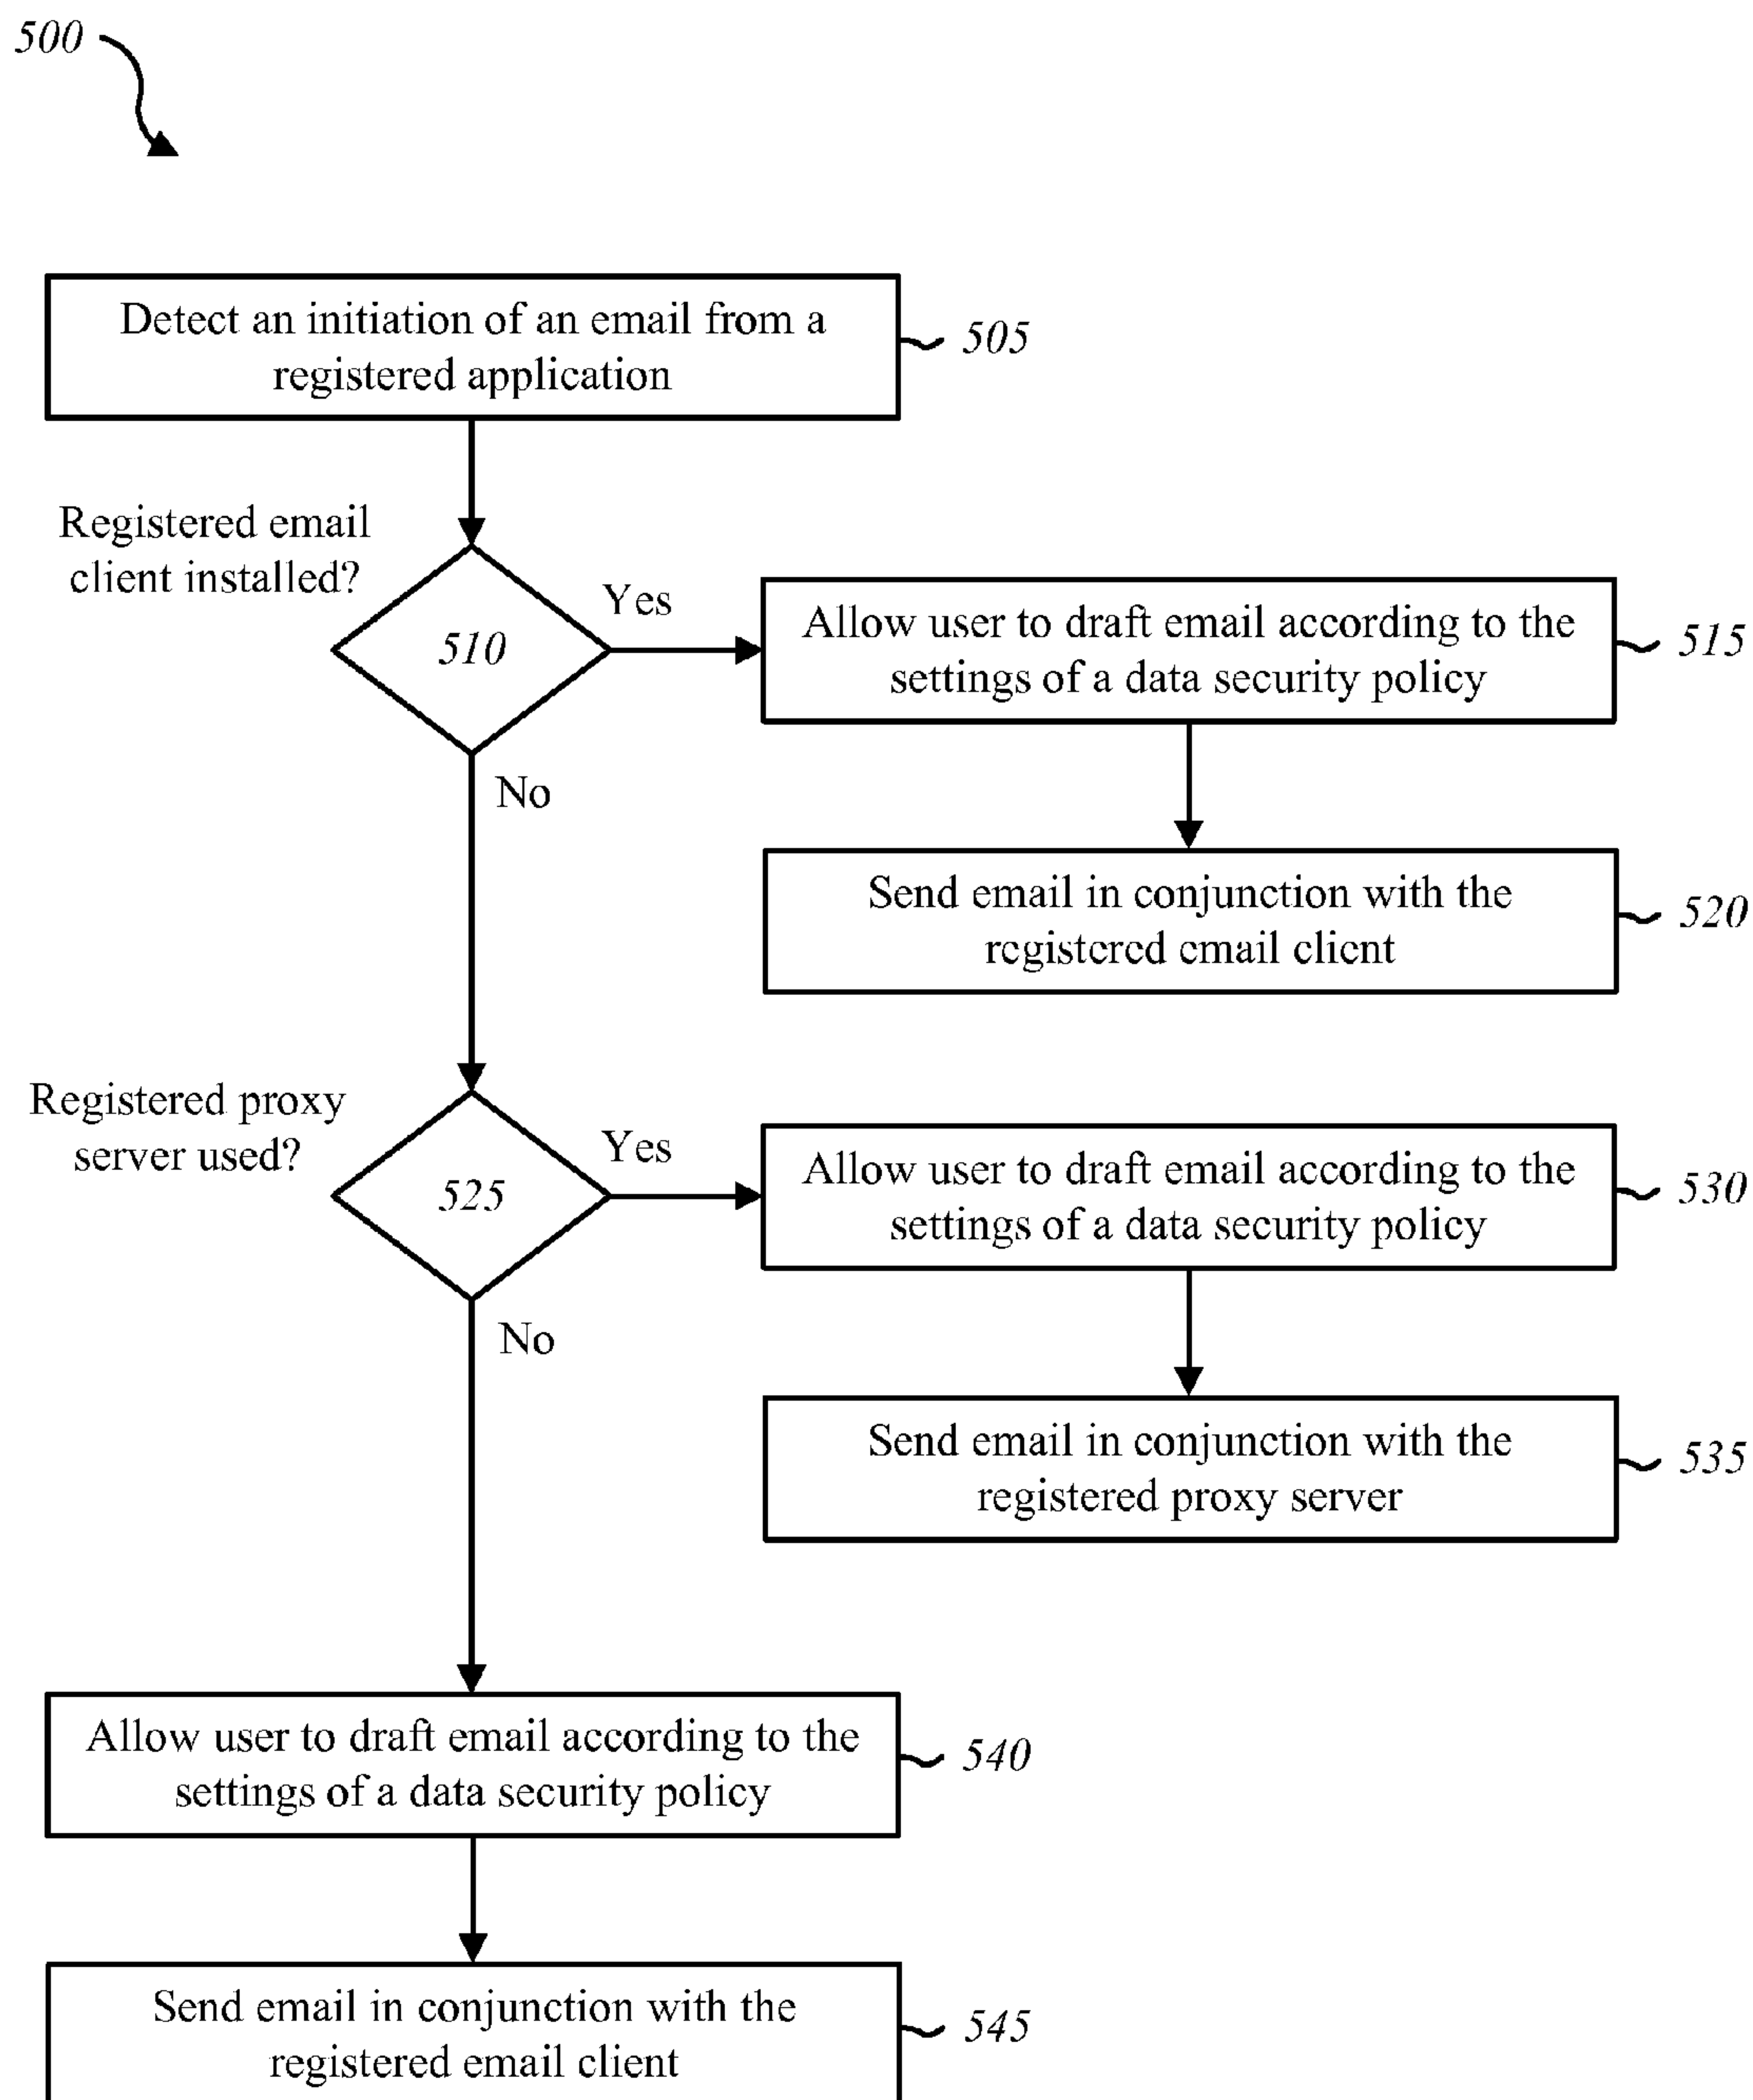 500
Detect an initiation of an email from a
registered application
505
Registered email
client installed?
510
Yes
Allow user to draft email according to the
settings of a data security policy
515
No
Send email in conjunction with the
registered email client
520
Registered proxy
server used?
525
Yes
Allow user to draft email according to the
settings of a data security policy
530
No
Send email in conjunction with the
registered proxy server
535
Allow user to draft email according to the
settings of a data security policy
540
Send email in conjunction with the
registered email client
545